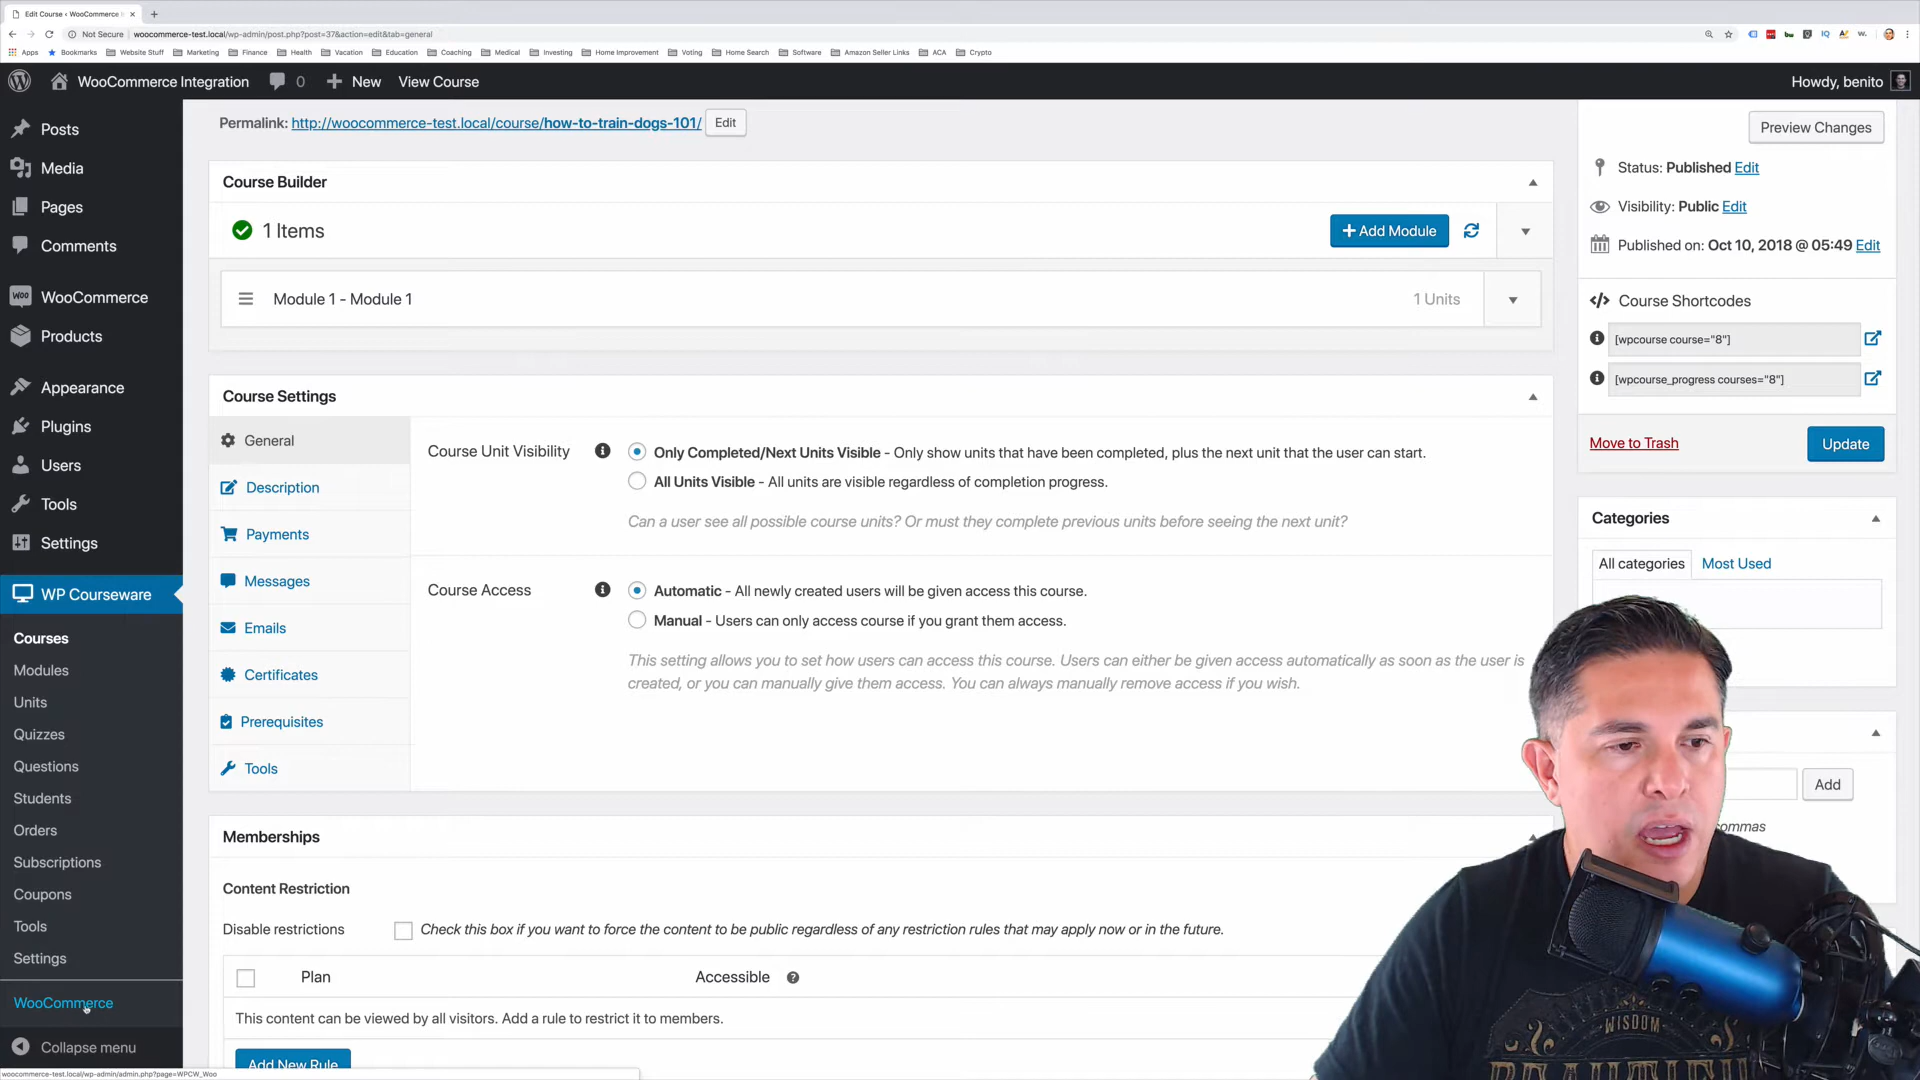 Edit Course ‹ WooCommerce I
Not Secure woocommerce-test.local/wp-admin/post.php?post=37&action=edit&tab=general
Apps Bookmarks Website Stuff Marketing Finance Health Vacation Education Coaching Medical Investing Home Improvement Voting Home Search Software Amazon Seller Links ACA Crypto
WooCommerce Integration 0 New View Course Howdy, benito
Posts
Media
Pages
Comments
WooCommerce
Products
Appearance
Plugins
Users
Tools
Settings
WP Courseware
Courses
Modules
Units
Quizzes
Questions
Students
Orders
Subscriptions
Coupons
Tools
Settings
WooCommerce
Collapse menu
woocommerce-test.local/wp-admin/admin.php?page=WPCW_Woo
Permalink: http://woocommerce-test.local/course/how-to-train-dogs-101/ Edit
Course Builder
1 Items Add Module
Module 1 - Module 1 1 Units
Course Settings
General
Description
Payments
Messages
Emails
Certificates
Prerequisites
Tools
Course Unit Visibility
Only Completed/Next Units Visible - Only show units that have been completed, plus the next unit that the user can start.
All Units Visible - All units are visible regardless of completion progress.
Can a user see all possible course units? Or must they complete previous units before seeing the next unit?
Course Access
Automatic - All newly created users will be given access this course.
Manual - Users can only access course if you grant them access.
This setting allows you to set how users can access this course. Users can either be given access automatically as soon as the user is
created, or you can manually give them access. You can always manually remove access if you wish.
Memberships
Content Restriction
Disable restrictions Check this box if you want to force the content to be public regardless of any restriction rules that may apply now or in the future.
Plan Accessible
This content can be viewed by all visitors. Add a rule to restrict it to members.
Add New Rule
Preview Changes
Status: Published Edit
Visibility: Public Edit
Published on: Oct 10, 2018 @ 05:49 Edit
Course Shortcodes
[wpcourse course="8"]
[wpcourse_progress courses="8"]
Move to Trash Update
Categories
All categories Most Used
Add
commas
WISDOM